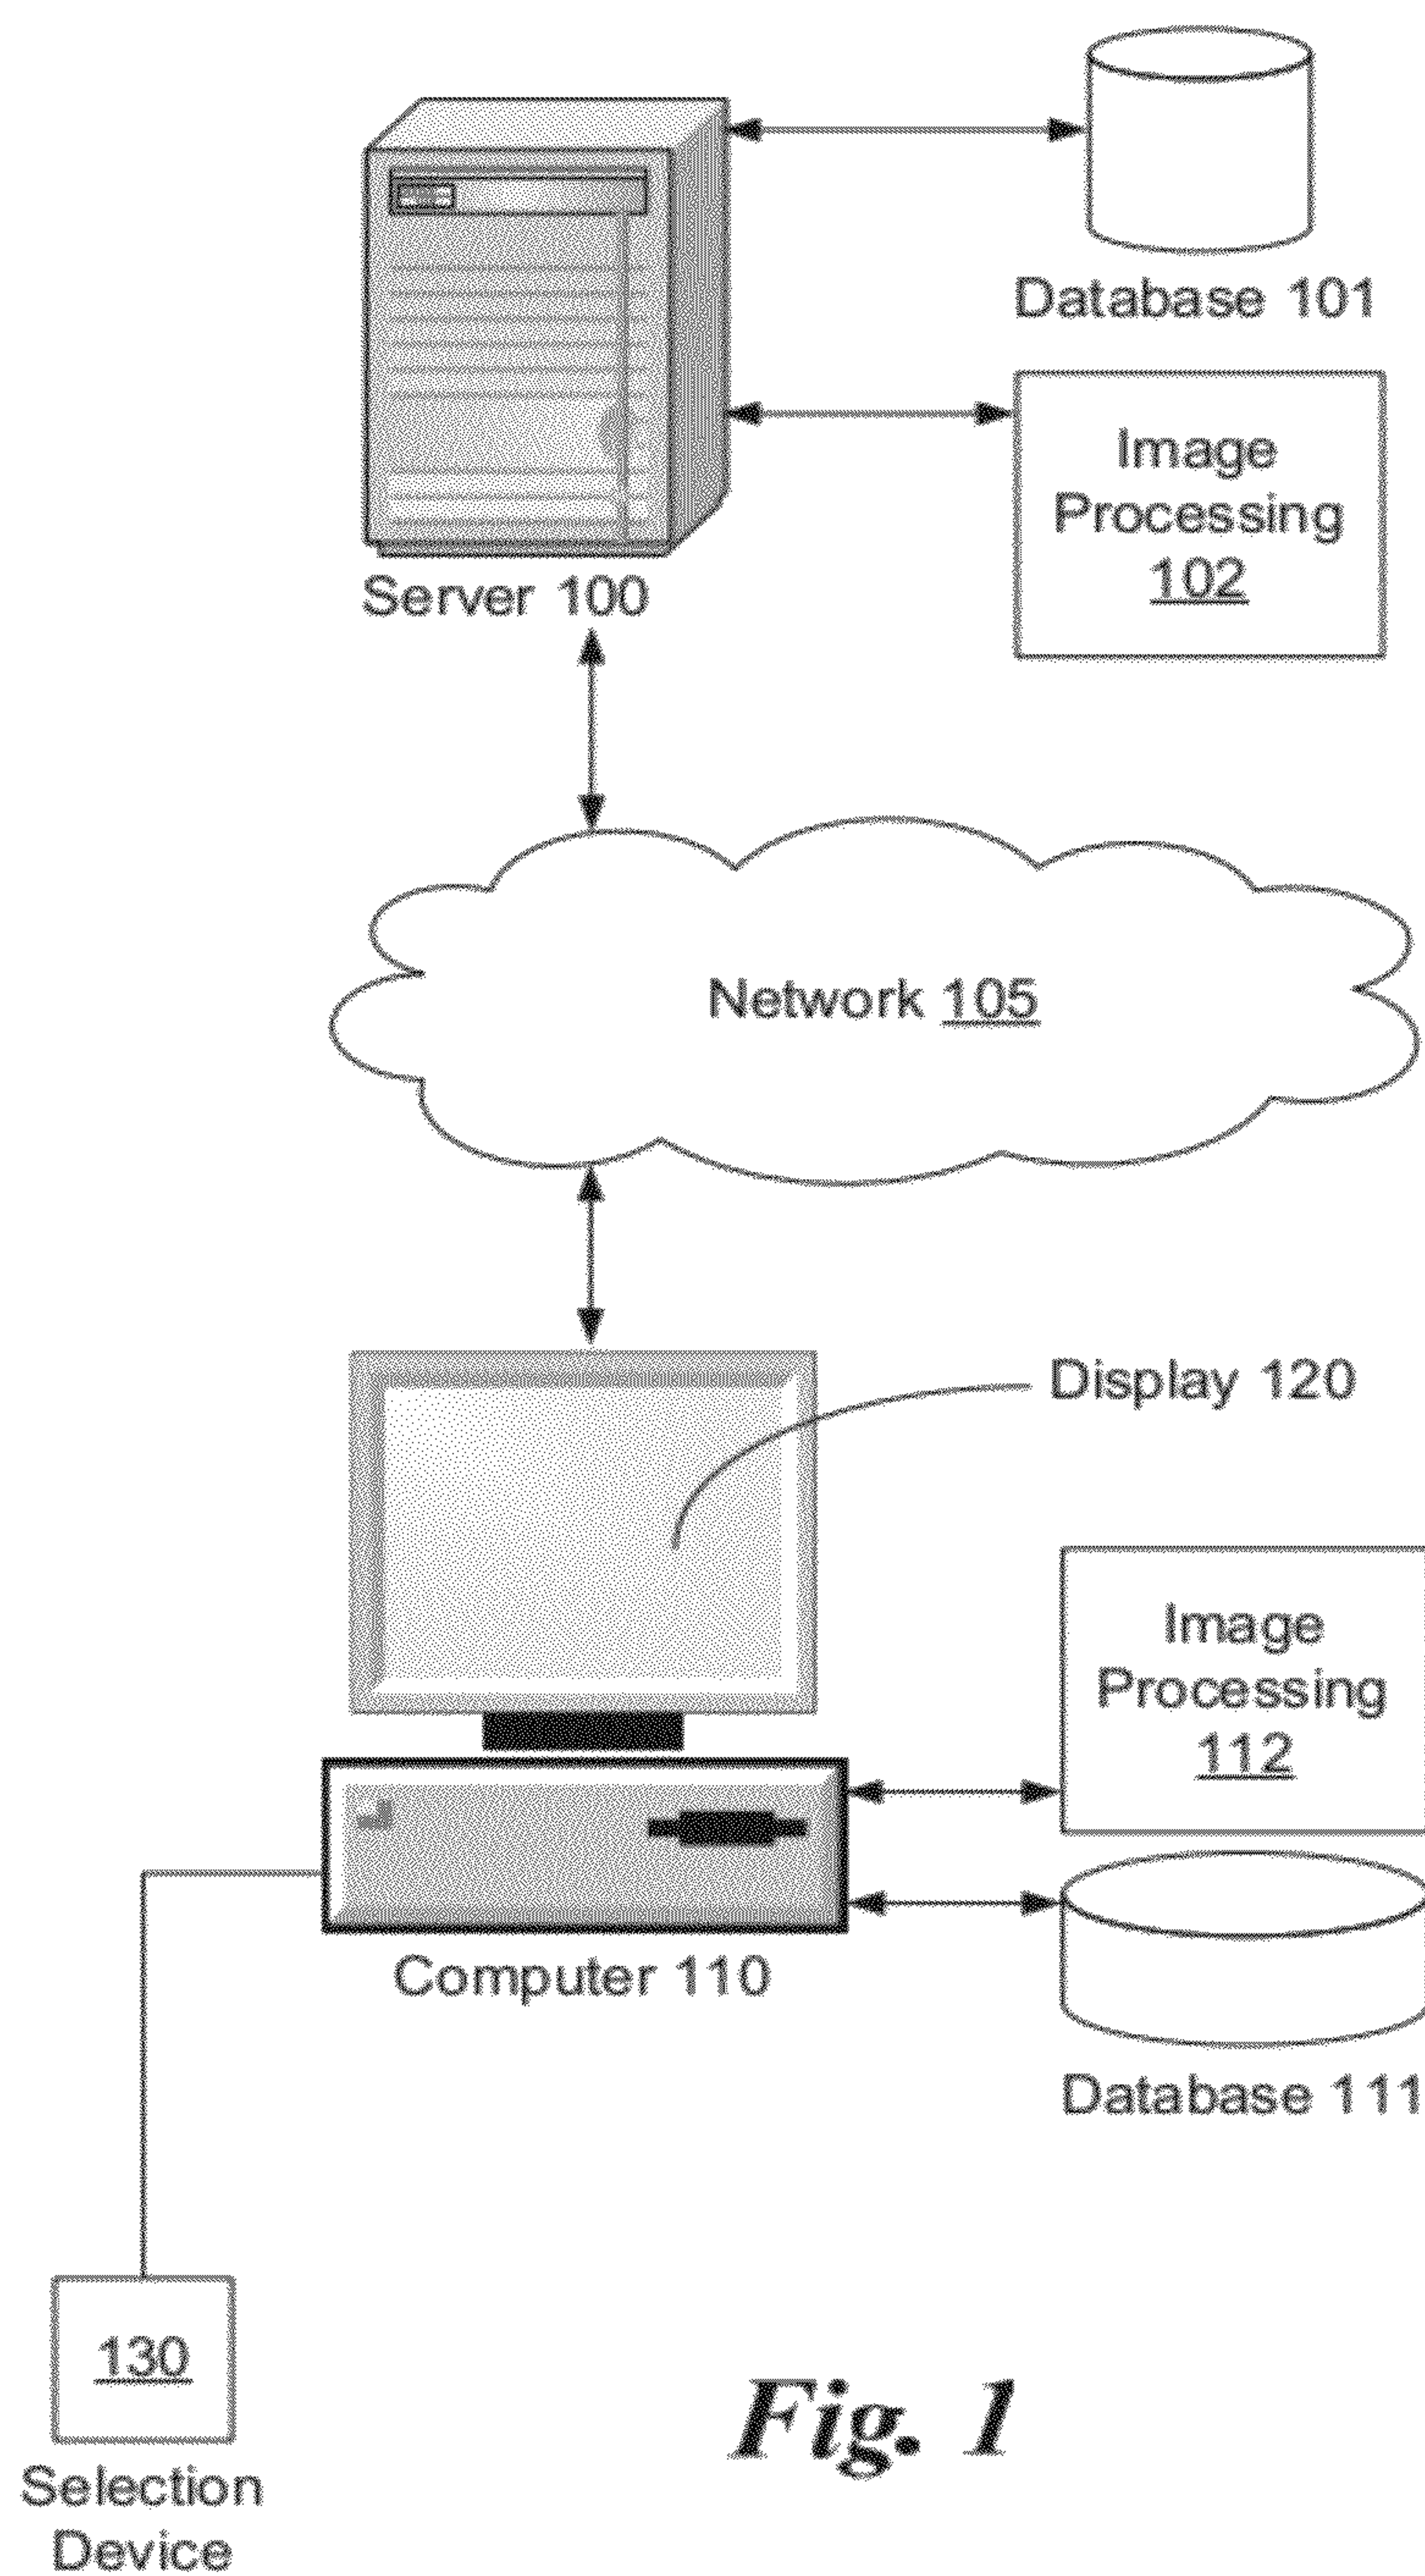 Database 101
Image
Processing
102
Server 100
Network 105
Display 120
Image
Processing
112
Computer 110
Database 111
130
Selection
Device
Fig. 1